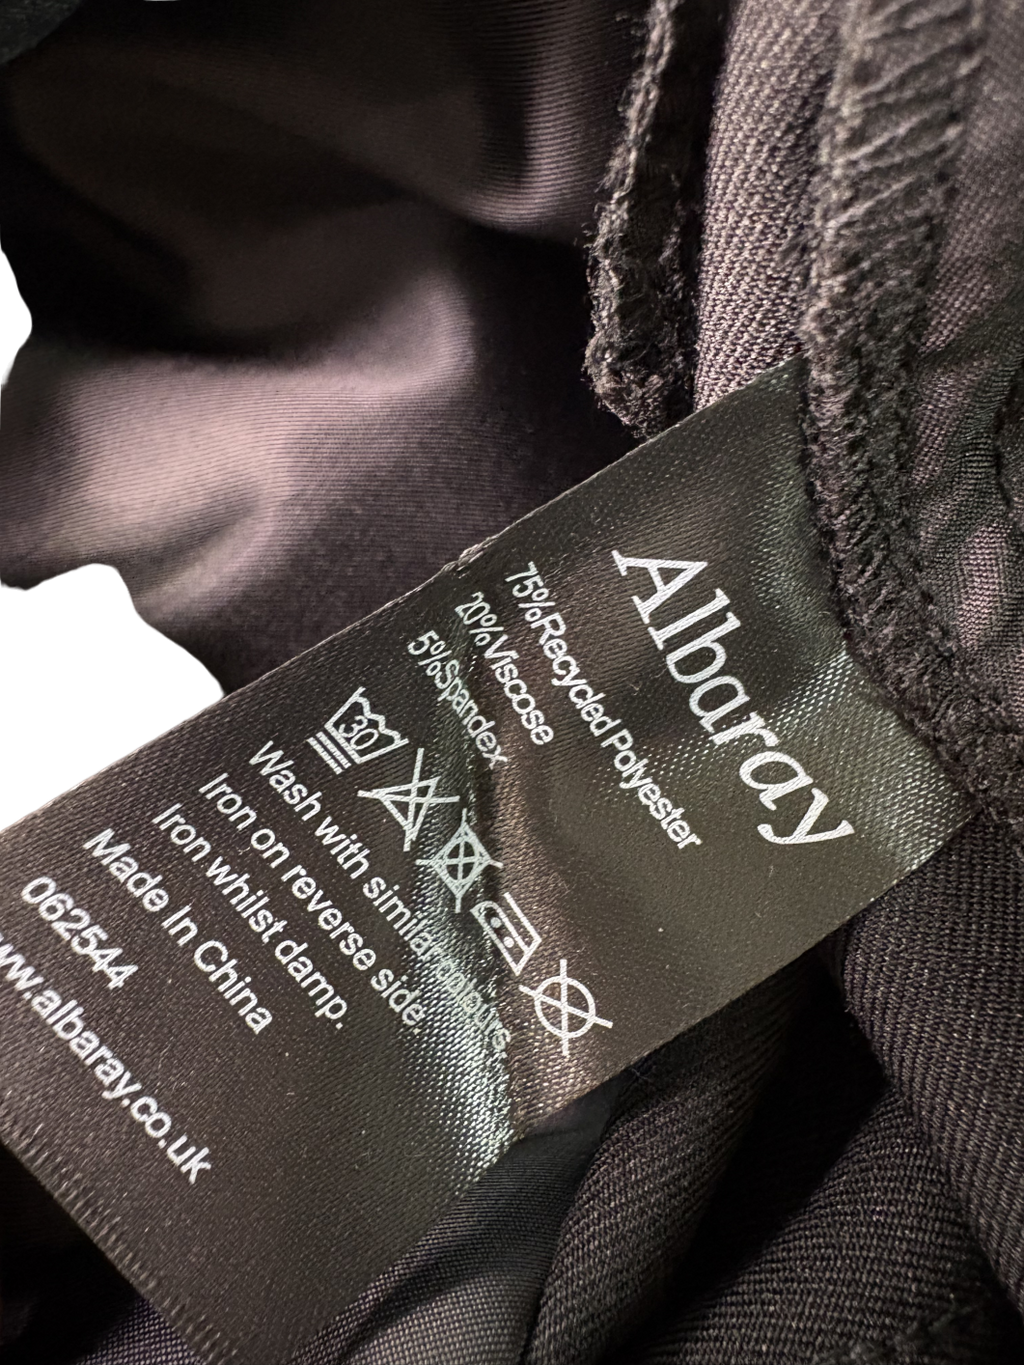 Albaray
75%Recycled Polyester
20%Viscose
5%Spandex
30
Wash with similar colours.
Iron on reverse side
Iron whilst damp.
Made In China
062544
www.albaray.co.uk